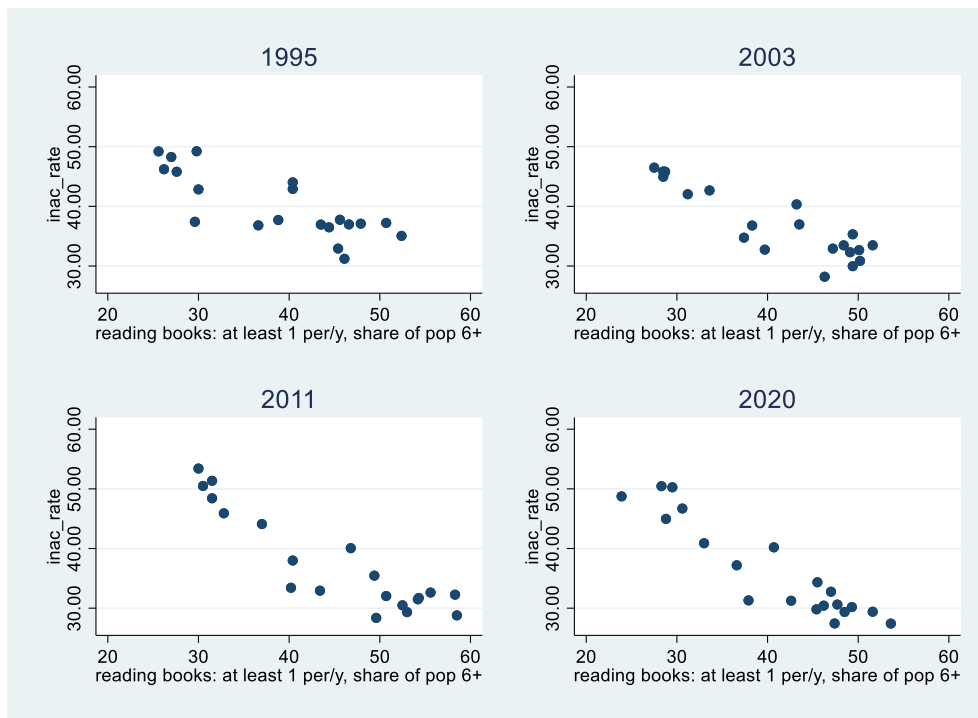 1995
inac_rate
60.00
50.00
40.00
30.00
20 30 40 50 60
reading books: at least 1 per/y, share of pop 6+
2003
inac_rate
60.00
50.00
40.00
30.00
20 30 40 50 60
reading books: at least 1 per/y, share of pop 6+
2011
inac_rate
60.00
50.00
40.00
30.00
20 30 40 50 60
reading books: at least 1 per/y, share of pop 6+
2020
inac_rate
60.00
50.00
40.00
30.00
20 30 40 50 60
reading books: at least 1 per/y, share of pop 6+